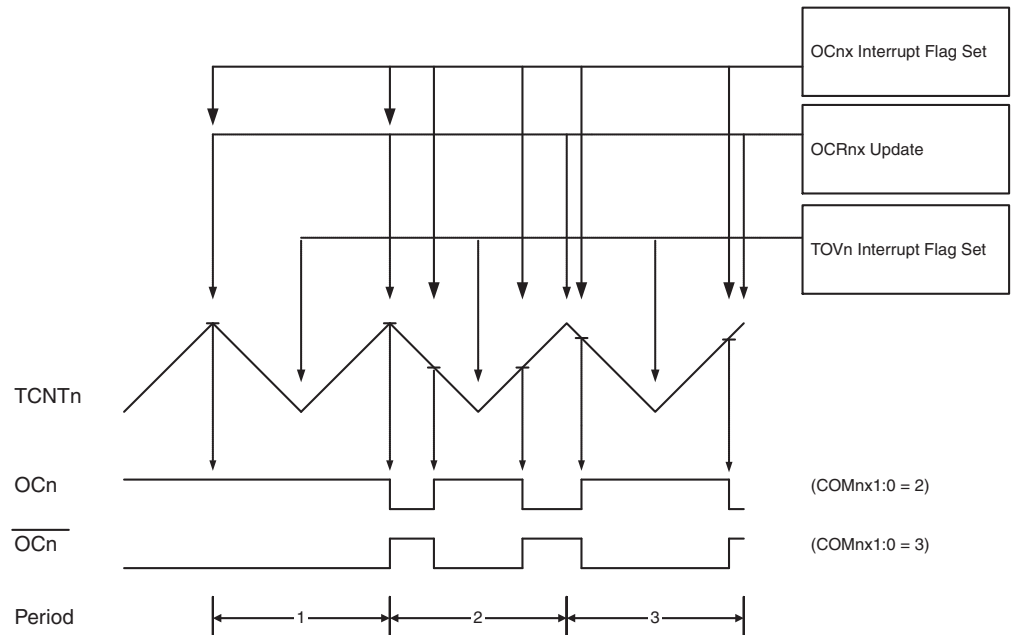 OCnx Interrupt Flag Set
OCRnx Update
TOVn Interrupt Flag Set
TCNTn
OCn
(COMnx1:0 = 2)
OCn
(COMnx1:0 = 3)
Period
1
2
3